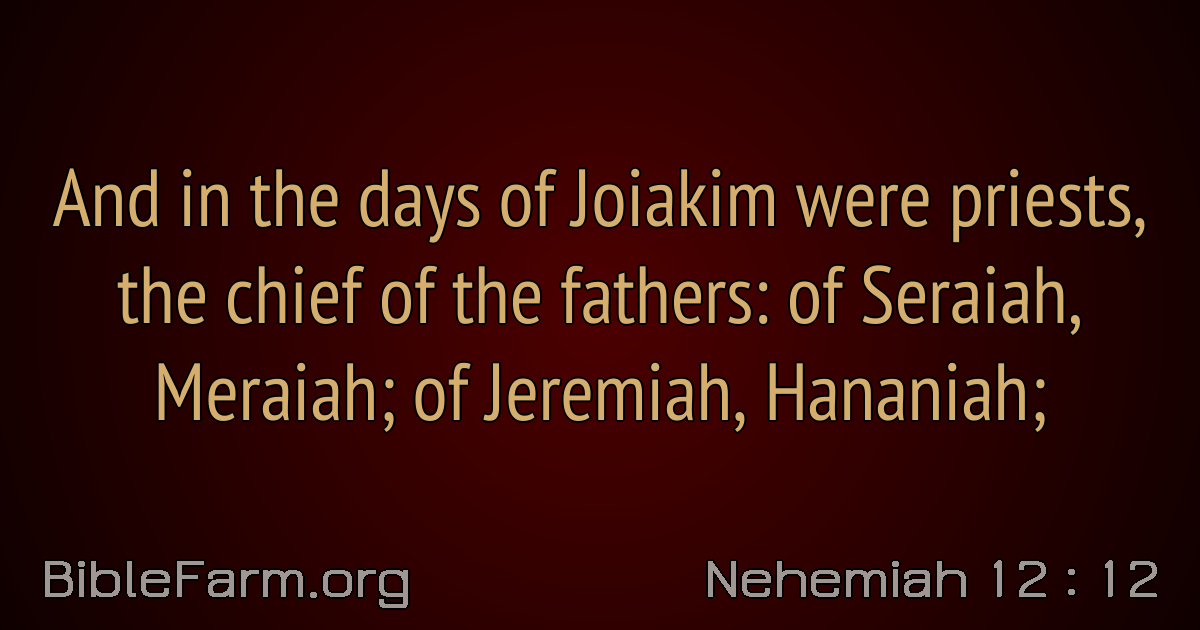 And in the days of Joiakim were priests,
the chief of the fathers: of Seraiah,
Meraiah; of Jeremiah, Hananiah;
BibleFarm.org
Nehemiah 12 : 12